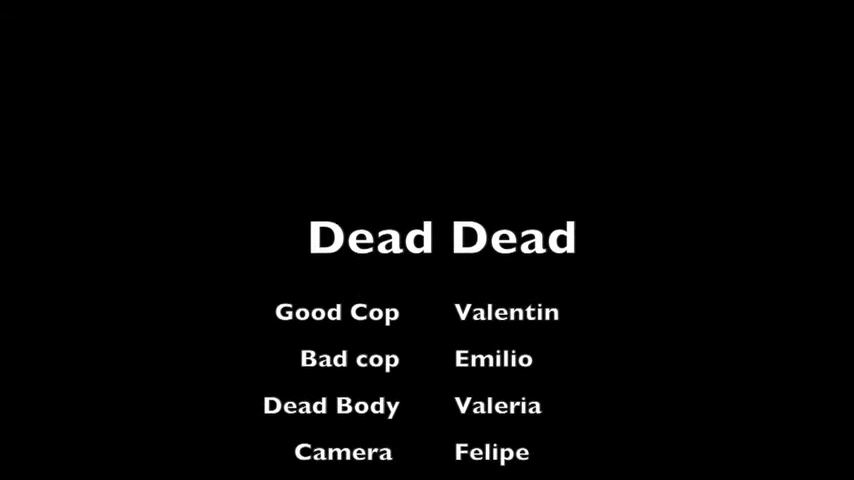 Dead Dead
Good Cop Valentin
Bad cop Emilio
Dead Body Valeria
Camera Felipe